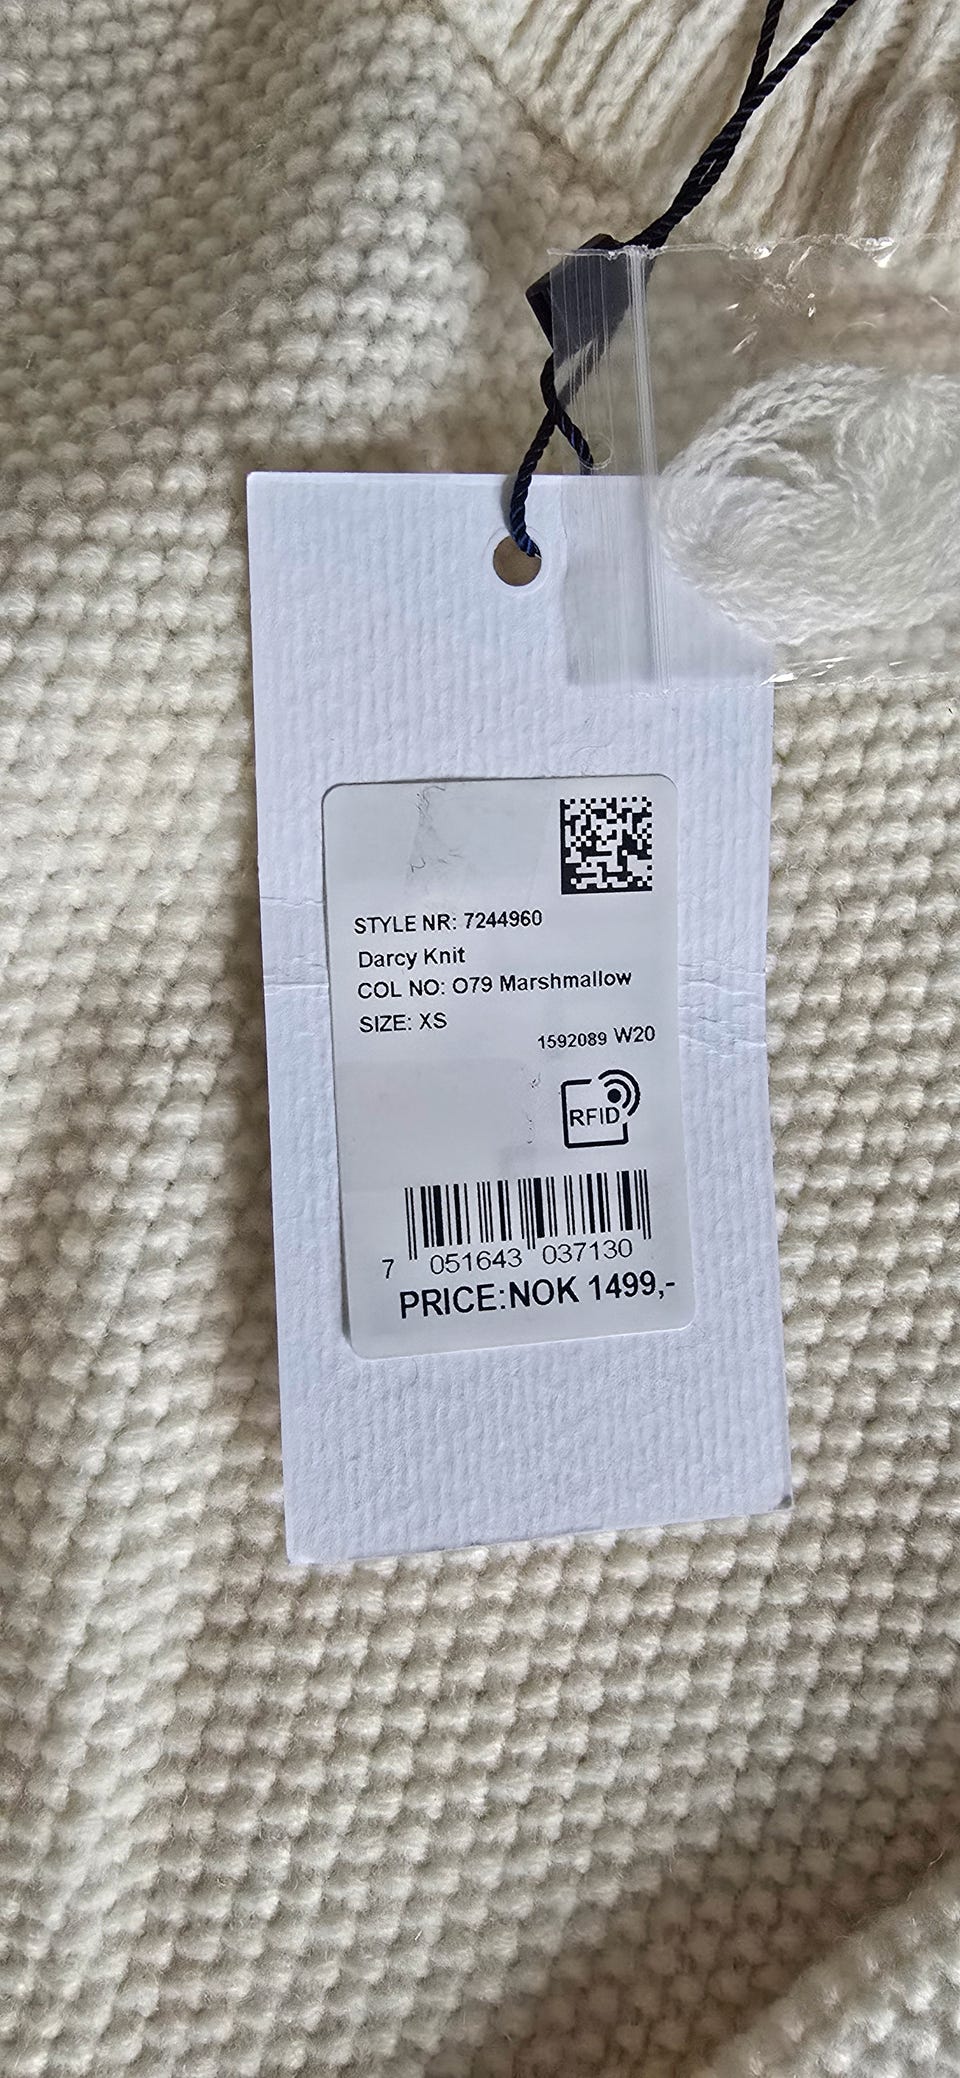 STYLE NR: 7244960
Darcy Knit
COL NO: O79 Marshmallow
SIZE: XS
1592089 W20
RFID
7 051643 037130
PRICE:NOK 1499,-